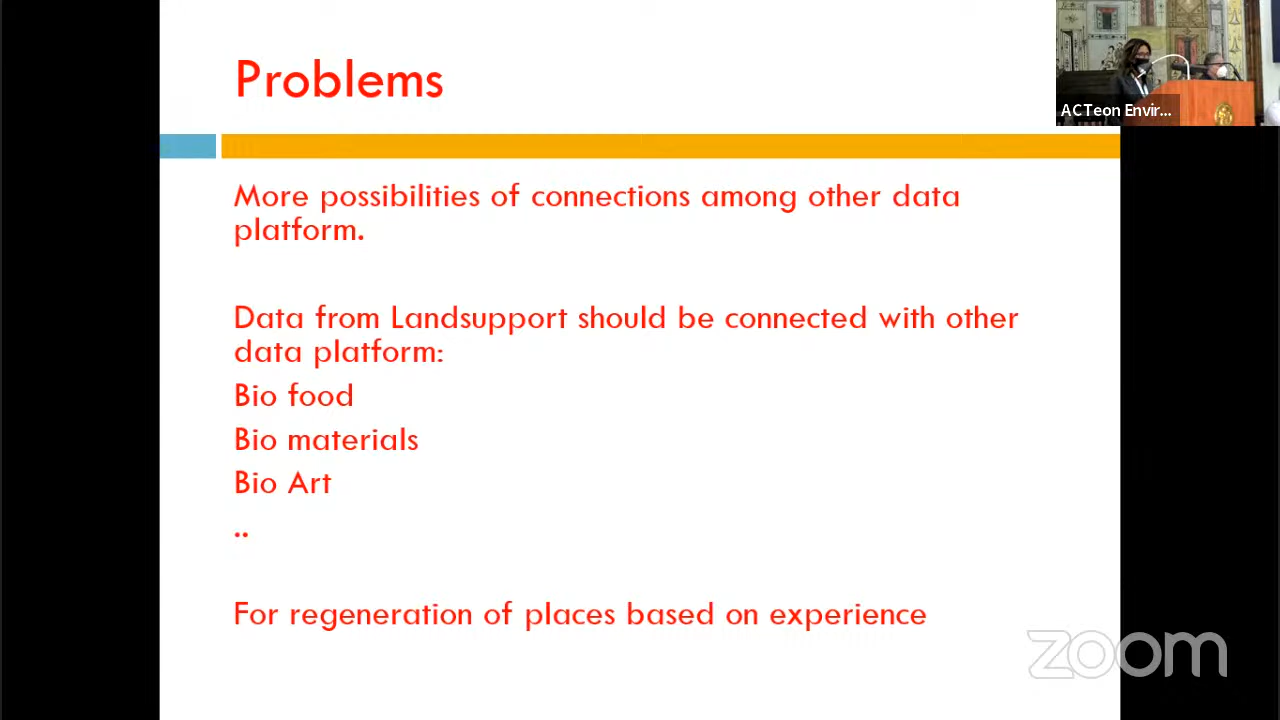 Problems
ACTeon Envir...
More possibilities of connections among other data
platform.
Data from Landsupport should be connected with other
data platform:
Bio food
Bio materials
Bio Art
..
For regeneration of places based on experience
zoom